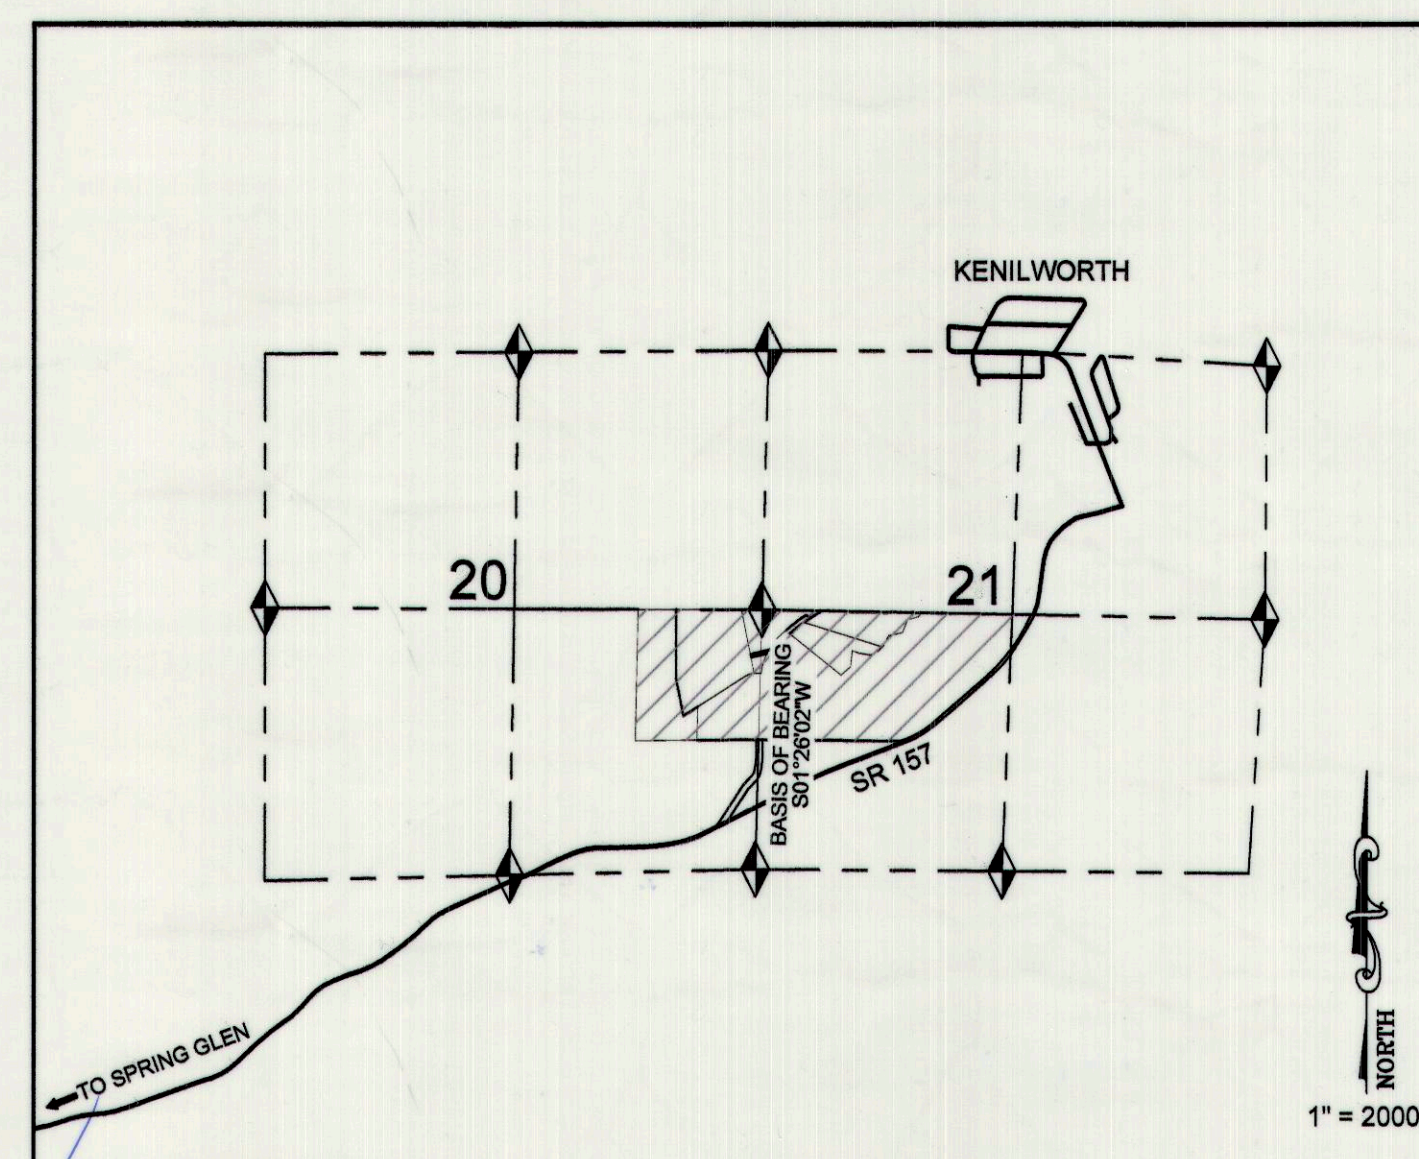 KENILWORTH
20
21
BASIS OF BEARING
S01°26'02"W
SR 157
TO SPRING GLEN
NORTH
1" = 2000